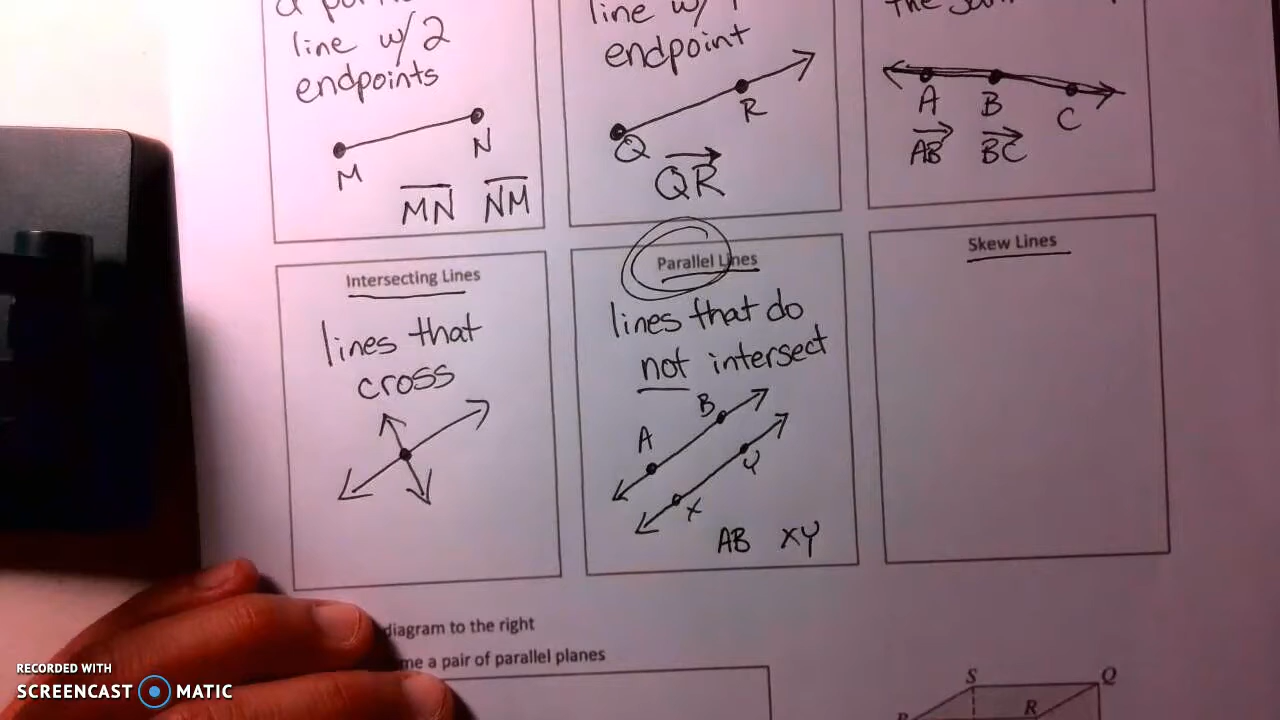 line w/2
endpoints
M
N
MN NM
line w/ 1
endpoint
Q
R
QR
A B C
AB BC
Intersecting Lines
lines that
cross
Parallel Lines
lines that do
not intersect
A
B
X
Y
AB XY
Skew Lines
diagram to the right
a pair of parallel planes
S
Q
R
RECORDED WITH
SCREENCAST MATIC